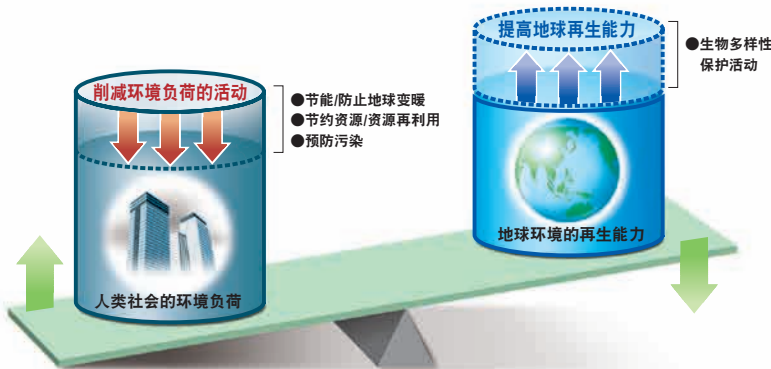 削减环境负荷的活动
●节能/防止地球变暖
●节约资源/资源再利用
●预防污染
人类社会的环境负荷
提高地球再生能力
●生物多样性
保护活动
地球环境的再生能力